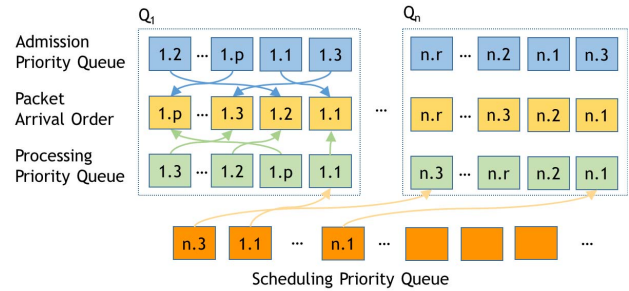 Q1 Qn
Admission
Priority Queue
1.2 ... 1.p 1.1 1.3 n.r ... n.2 n.1 n.3
Packet
Arrival Order
1.p ... 1.3 1.2 1.1 ... n.r ... n.3 n.2 n.1
Processing
Priority Queue
1.3 ... 1.2 1.p 1.1 n.3 ... n.r n.2 n.1
n.3 1.1 ... n.1 ... ...
Scheduling Priority Queue